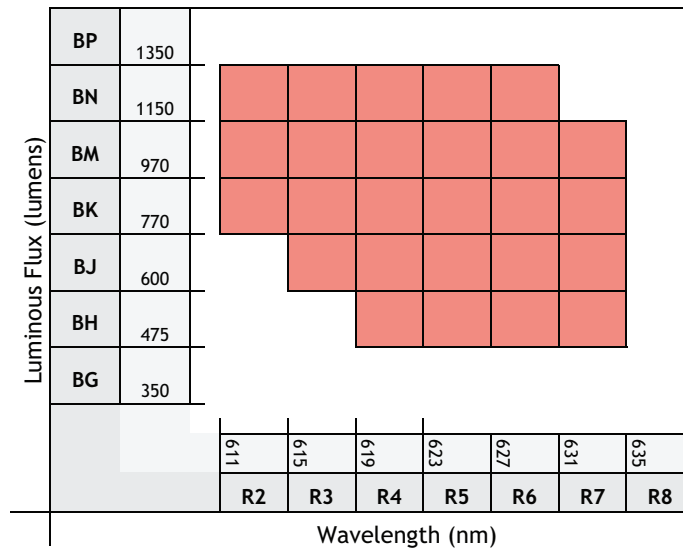 Luminous Flux (lumens)
BP 1350
BN 1150
BM 970
BK 770
BJ 600
BH 475
BG 350
611 615 619 623 627 631 635
R2 R3 R4 R5 R6 R7 R8
Wavelength (nm)